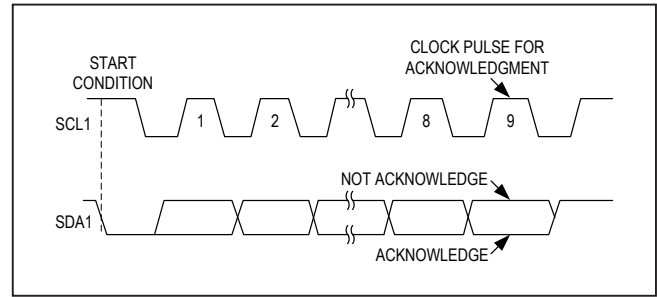 START
CONDITION
CLOCK PULSE FOR
ACKNOWLEDGMENT
SCL1
1
2
8
9
NOT ACKNOWLEDGE
SDA1
ACKNOWLEDGE